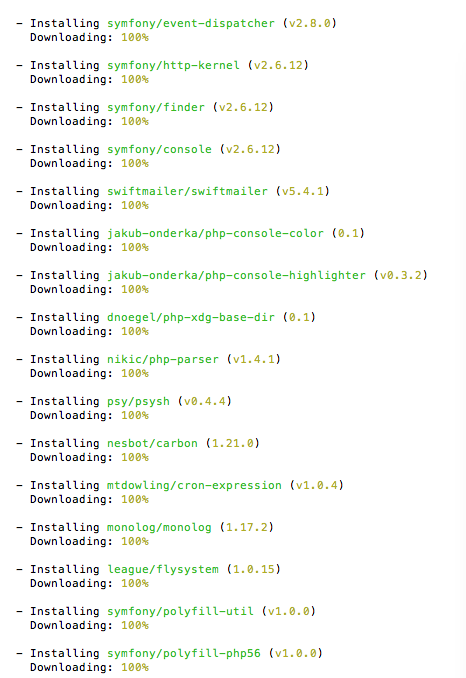 - Installing symfony/event-dispatcher (v2.8.0)
Downloading: 100%
- Installing symfony/http-kernel (v2.6.12)
Downloading: 100%
- Installing symfony/finder (v2.6.12)
Downloading: 100%
- Installing symfony/console (v2.6.12)
Downloading: 100%
- Installing swiftmailer/swiftmailer (v5.4.1)
Downloading: 100%
- Installing jakub-onderka/php-console-color (0.1)
Downloading: 100%
- Installing jakub-onderka/php-console-highlighter (v0.3.2)
Downloading: 100%
- Installing dnoegel/php-xdg-base-dir (0.1)
Downloading: 100%
- Installing nikic/php-parser (v1.4.1)
Downloading: 100%
- Installing psy/psysh (v0.4.4)
Downloading: 100%
- Installing nesbot/carbon (1.21.0)
Downloading: 100%
- Installing mtdowling/cron-expression (v1.0.4)
Downloading: 100%
- Installing monolog/monolog (1.17.2)
Downloading: 100%
- Installing league/flysystem (1.0.15)
Downloading: 100%
- Installing symfony/polyfill-util (v1.0.0)
Downloading: 100%
- Installing symfony/polyfill-php56 (v1.0.0)
Downloading: 100%